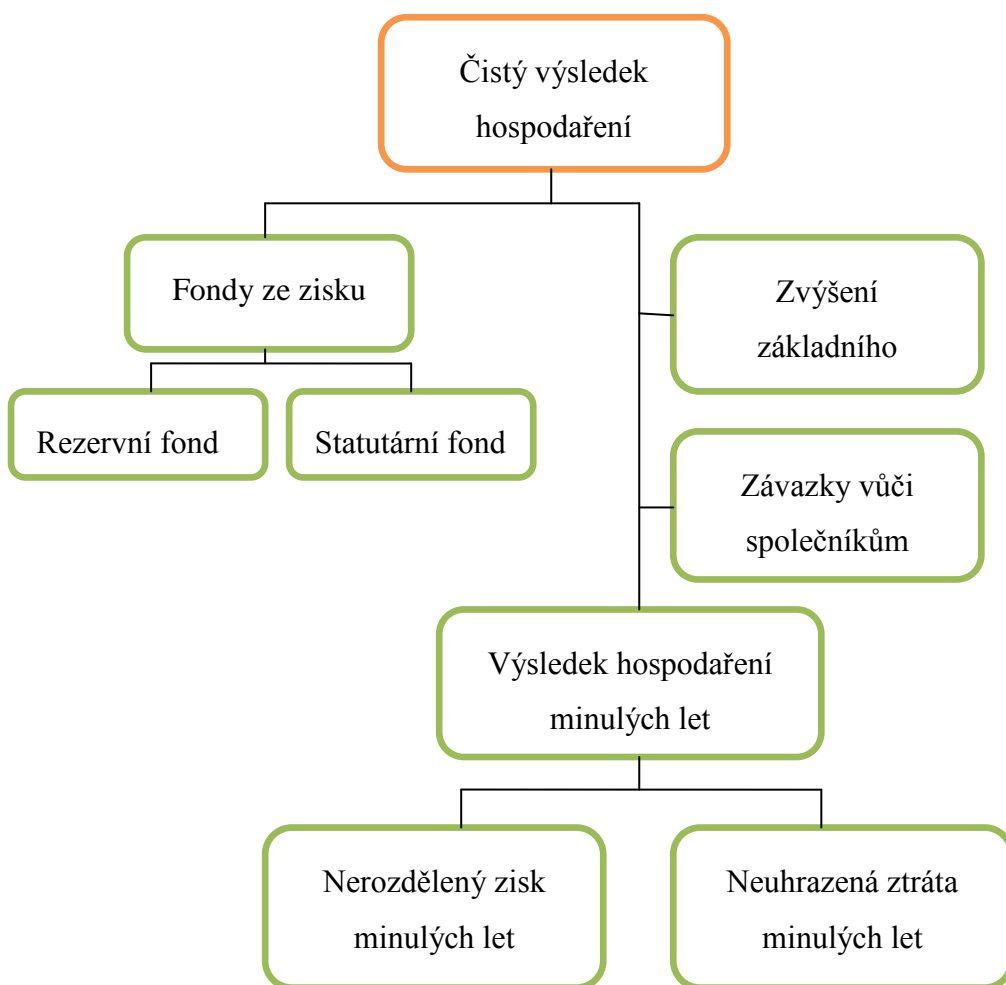 Čistý výsledek
hospodaření
Fondy ze zisku
Zvýšení
základního
Rezervní fond
Statutární fond
Závazky vůči
společníkům
Výsledek hospodaření
minulých let
Nerozdělený zisk
minulých let
Neuhrazená ztráta
minulých let